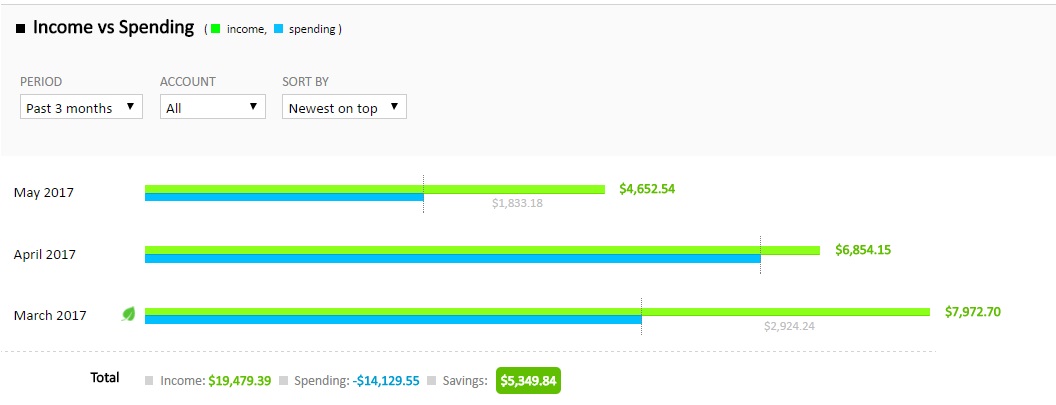 Income vs Spending ( income, spending )
PERIOD ACCOUNT SORT BY
Past 3 months All Newest on top
May 2017 $4,652.54
$1,833.18
April 2017 $6,854.15
March 2017 $7,972.70
$2,924.24
Total Income: $19,479.39 Spending: -$14,129.55 Savings: $5,349.84